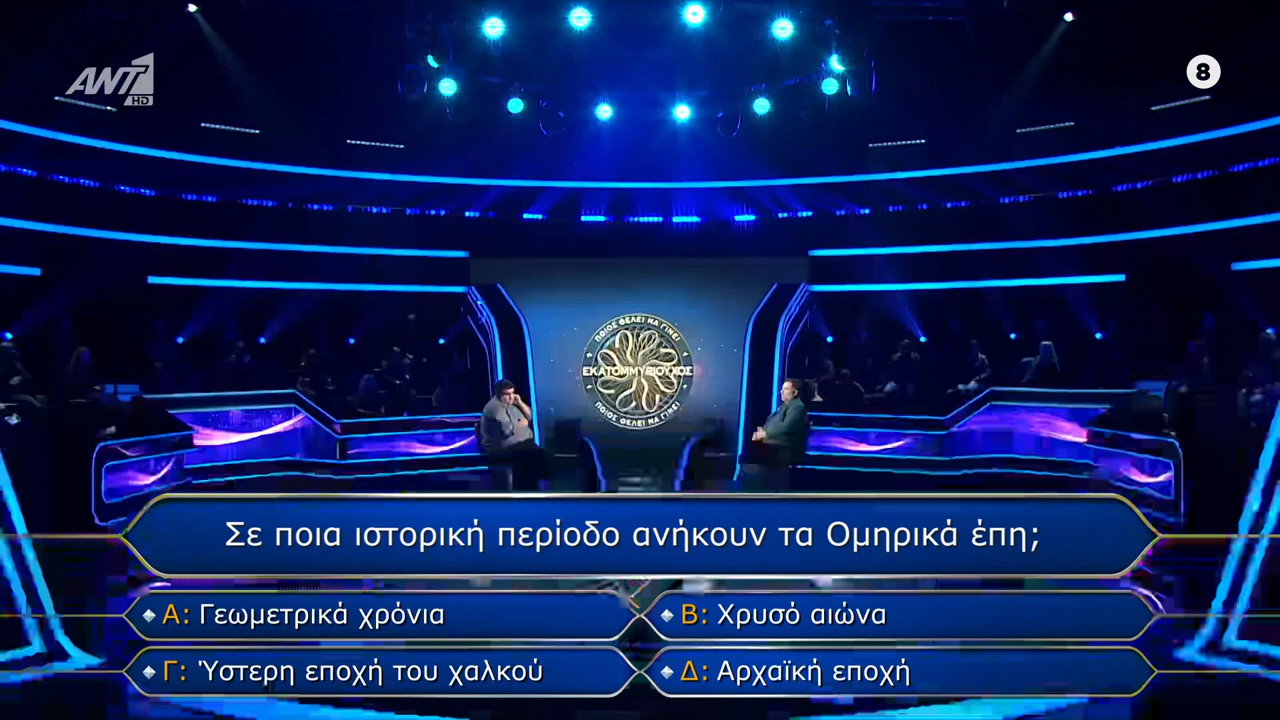 ANT1
HD
8
ΠΟΙΟΣ ΘΕΛΕΙ ΝΑ ΓΙΝΕΙ
ΕΚΑΤΟΜΜΥΡΙΟΥΧΟΣ
ΠΟΙΟΣ ΘΕΛΕΙ ΝΑ ΓΙΝΕΙ
Σε ποια ιστορική περίοδο ανήκουν τα Ομηρικά έπη;
Α: Γεωμετρικά χρόνια
Β: Χρυσό αιώνα
Γ: Ύστερη εποχή του χαλκού
Δ: Αρχαϊκή εποχή